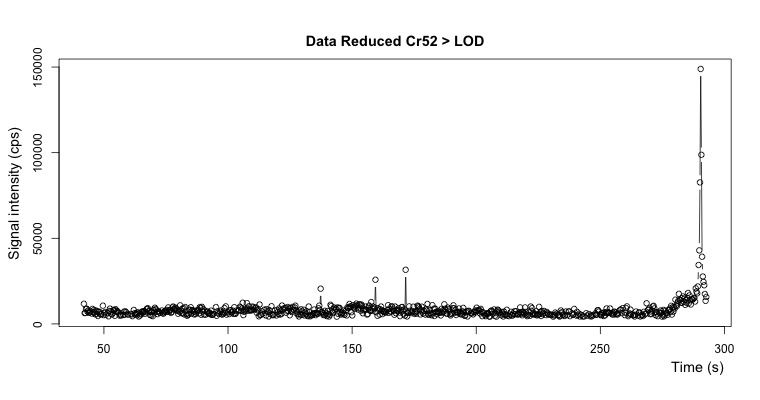 Data Reduced Cr52 > LOD
Signal intensity (cps)
150000
100000
50000
0
50 100 150 200 250 300
Time (s)